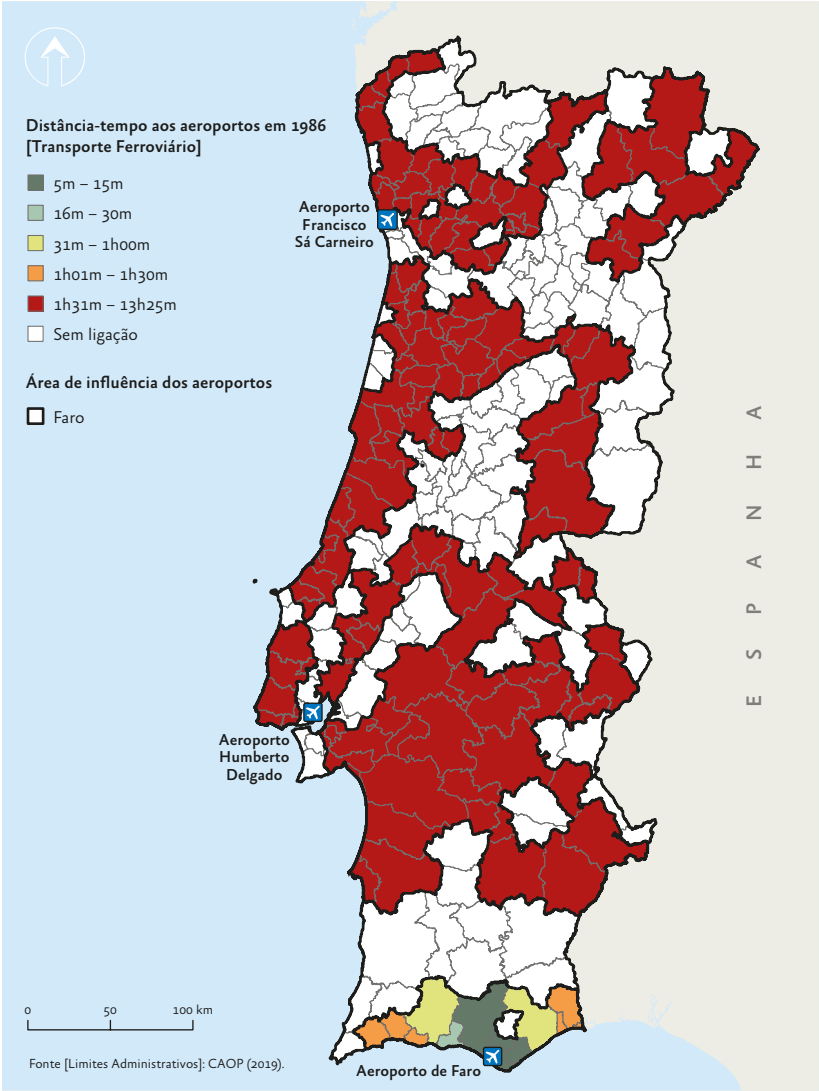 Distância-tempo aos aeroportos em 1986
[Transporte Ferroviário]
5m – 15m
16m – 30m
31m – 1h00m
1h01m – 1h30m
1h31m – 13h25m
Sem ligação
Área de influência dos aeroportos
Faro
Aeroporto
Francisco
Sá Carneiro
ESPANHA
Aeroporto
Humberto
Delgado
0 50 100 km
Fonte [Limites Administrativos]: CAOP (2019).
Aeroporto de Faro